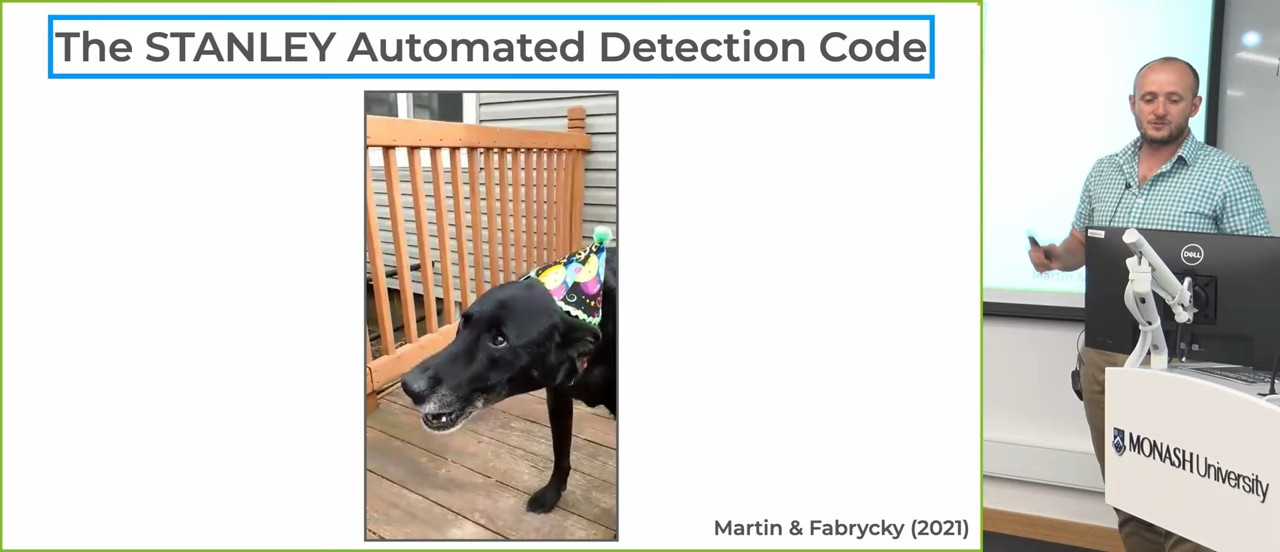 The STANLEY Automated Detection Code
Martin & Fabrycky (2021)
DELL
MONASH University